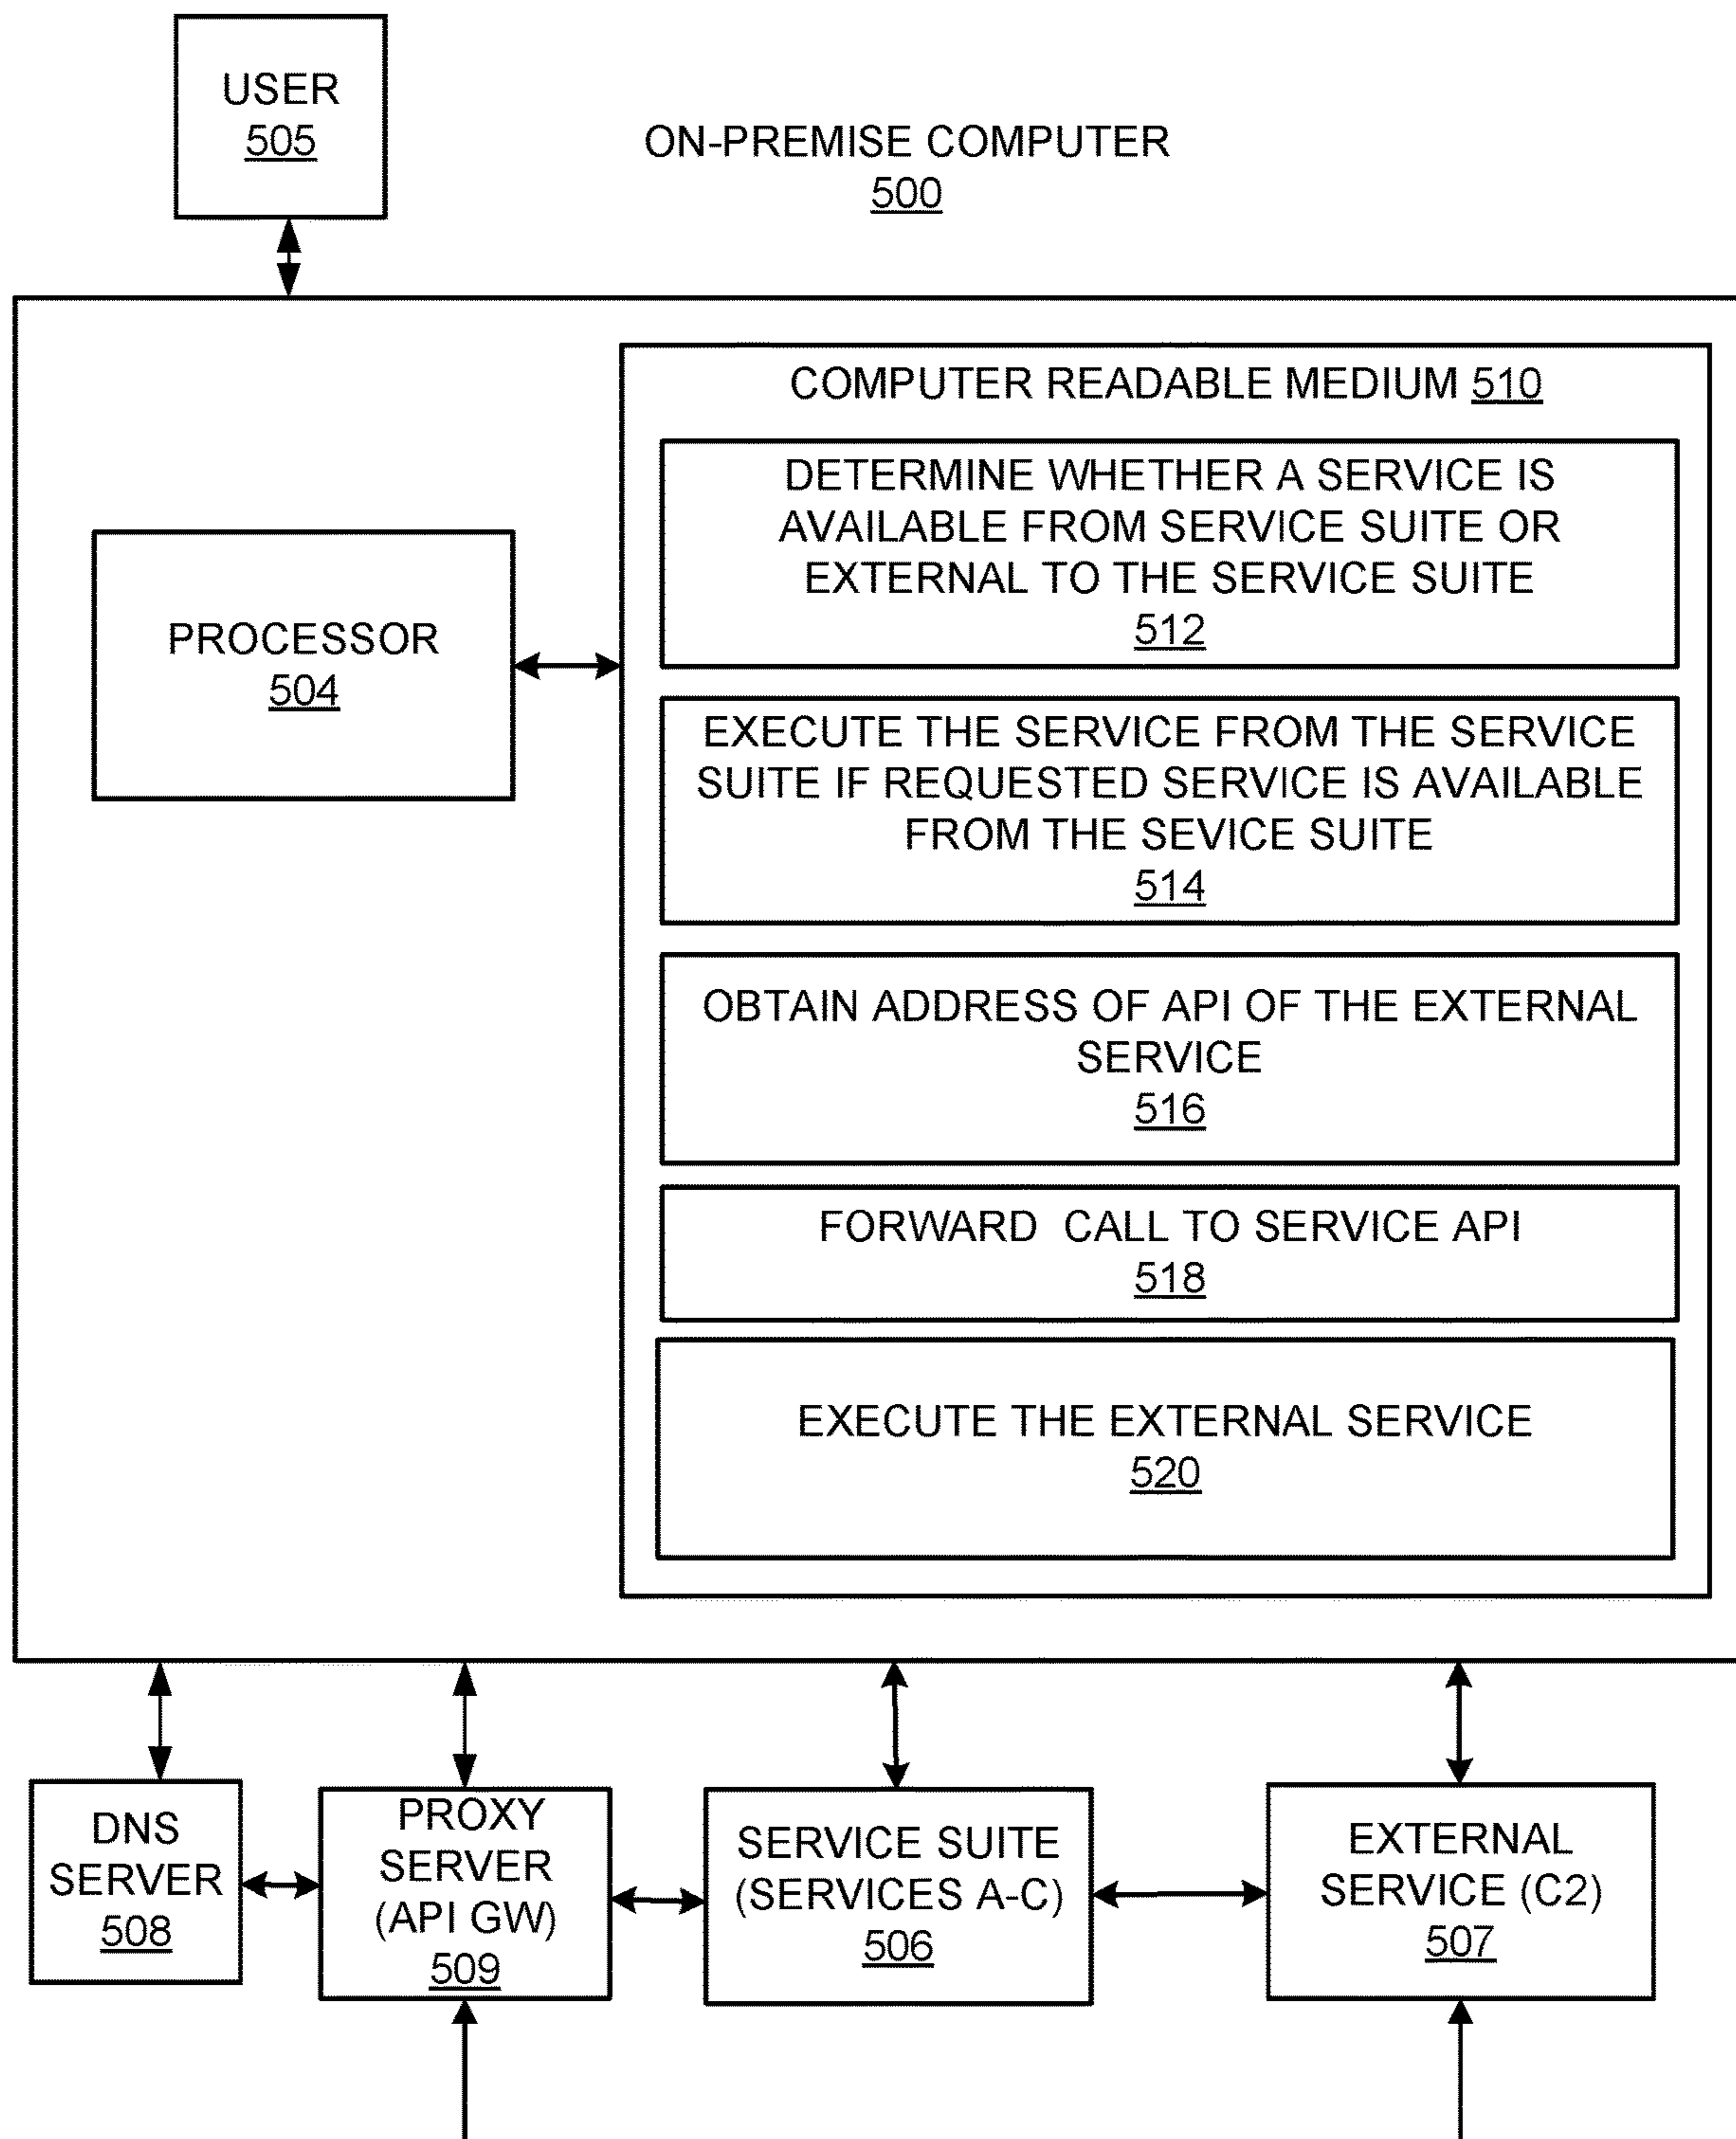 USER
505
ON-PREMISE COMPUTER
500
COMPUTER READABLE MEDIUM 510
DETERMINE WHETHER A SERVICE IS
AVAILABLE FROM SERVICE SUITE OR
EXTERNAL TO THE SERVICE SUITE
512
PROCESSOR
504
EXECUTE THE SERVICE FROM THE SERVICE
SUITE IF REQUESTED SERVICE IS AVAILABLE
FROM THE SEVICE SUITE
514
OBTAIN ADDRESS OF API OF THE EXTERNAL
SERVICE
516
FORWARD CALL TO SERVICE API
518
EXECUTE THE EXTERNAL SERVICE
520
DNS
SERVER
508
PROXY
SERVER
(API GW)
509
SERVICE SUITE
(SERVICES A-C)
506
EXTERNAL
SERVICE (C2)
507